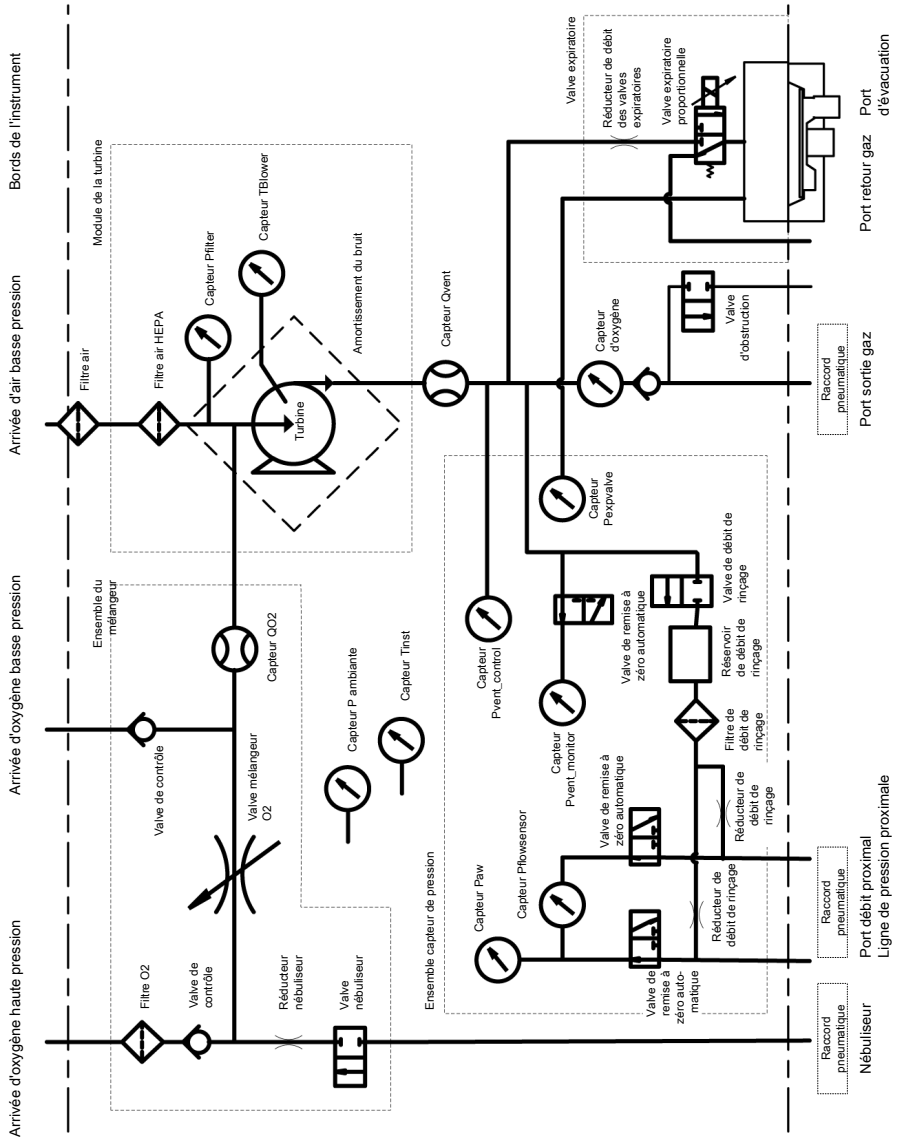 Arrivée d'oxygène haute pression
Arrivée d'oxygène basse pression
Arrivée d'air basse pression
Bords de l'instrument
Filtre air
Ensemble du
mélangeur
Module de la turbine
Filtre O2
Valve de
contrôle
Valve de contrôle
Filtre air HEPA
Capteur Pfilter
Capteur TBlower
Réducteur
nébuliseur
Valve mélangeur
O2
Capteur QO2
Turbine
Valve
nébuliseur
Capteur P ambiante
Capteur Tinst
Amortissement du bruit
Ensemble capteur de pression
Capteur Qvent
Capteur Paw
Capteur Pflowsensor
Capteur
Pvent_control
Capteur
Pvent_monitor
Capteur
Pexpvalve
Capteur
d'oxygène
Valve expiratoire
Réducteur de débit
des valves
expiratoires
Valve expiratoire
proportionnelle
Valve de remise à
zéro automatique
Valve de remise à
zéro automatique
Valve de
remise à
zéro auto-
matique
Réducteur de
débit de rinçage
Réducteur de
débit de
rinçage
Filtre de
débit de
rinçage
Réservoir
de débit de
rinçage
Valve de débit de
rinçage
Valve
d'obstruction
Raccord
pneumatique
Nébuliseur
Raccord
pneumatique
Port débit proximal
Ligne de pression proximale
Raccord
pneumatique
Port sortie gaz
Port retour gaz
Port
d'évacuation